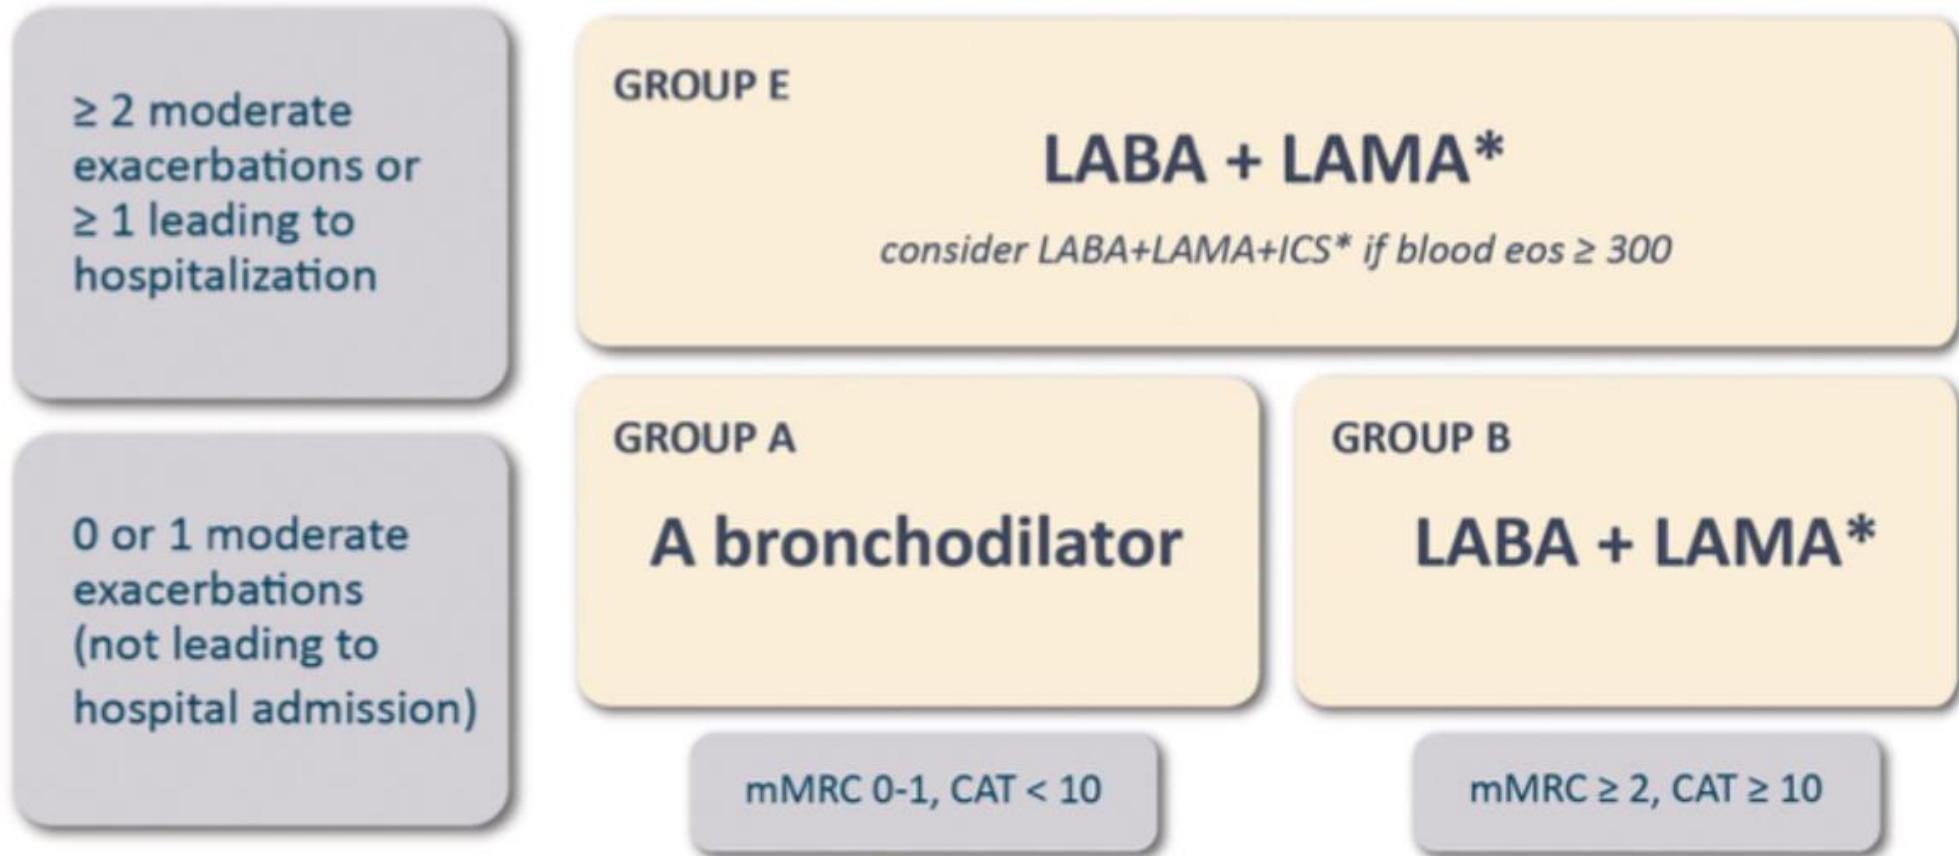 ≥ 2 moderate
exacerbations or
≥ 1 leading to
hospitalization
GROUP E
LABA + LAMA*
consider LABA+LAMA+ICS* if blood eos ≥ 300
0 or 1 moderate
exacerbations
(not leading to
hospital admission)
GROUP A
A bronchodilator
GROUP B
LABA + LAMA*
mMRC 0-1, CAT < 10
mMRC ≥ 2, CAT ≥ 10